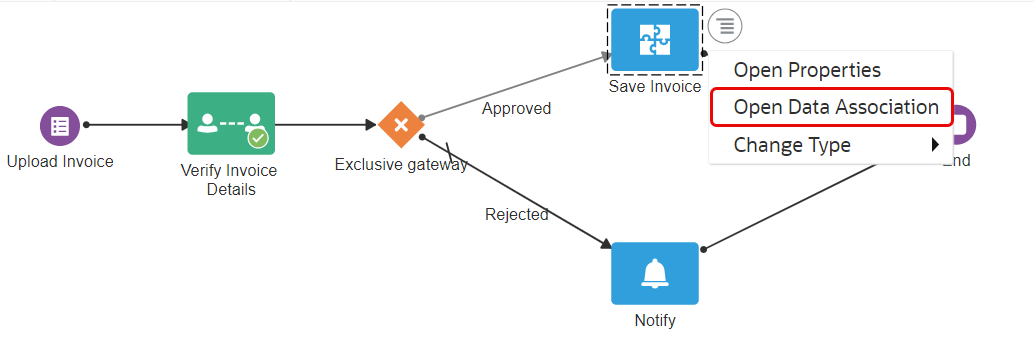 Open Properties
Save Invoice
Approved
Open Data Association
Change Type
Upload Invoice
Verify Invoice
Details
Exclusive gateway
nd
Rejected
Notify